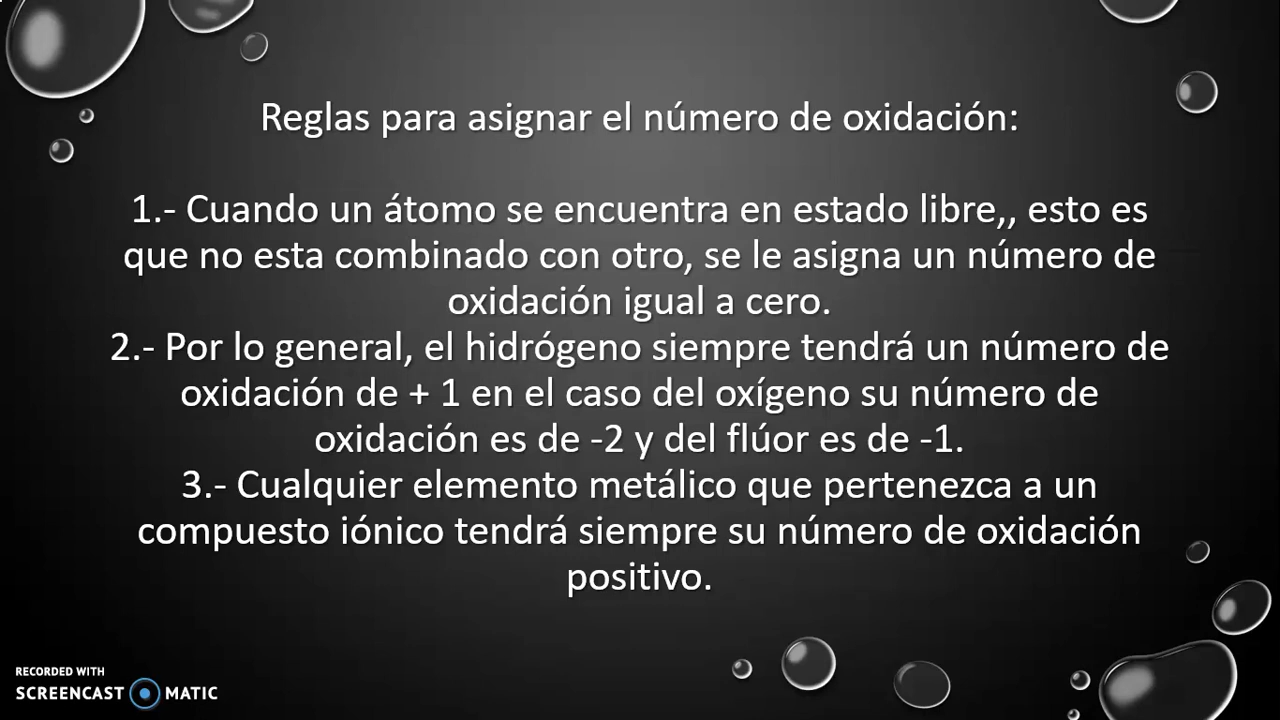 Reglas para asignar el número de oxidación:
1.- Cuando un átomo se encuentra en estado libre,, esto es
que no esta combinado con otro, se le asigna un número de
oxidación igual a cero.
2.- Por lo general, el hidrógeno siempre tendrá un número de
oxidación de + 1 en el caso del oxígeno su número de
oxidación es de -2 y del flúor es de -1.
3.- Cualquier elemento metálico que pertenezca a un
compuesto iónico tendrá siempre su número de oxidación
positivo.
RECORDED WITH
SCREENCAST MATIC